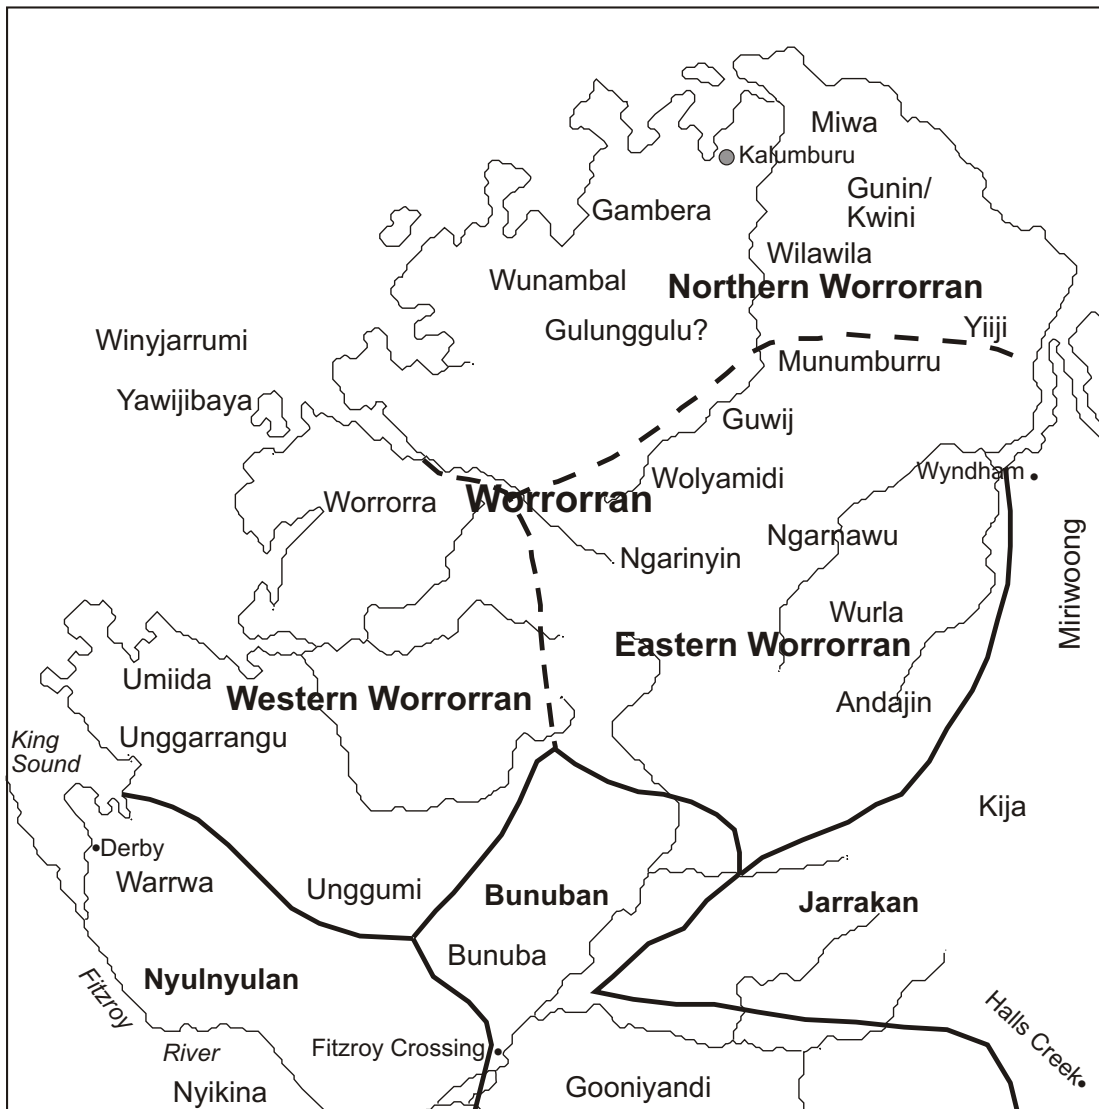 Miwa
Kalumburu
Gunin/
Kwini
Gambera
Wilawila
Wunambal
Northern Worrorran
Gulunggulu?
Yiiji
Winyjarrumi
Munumburru
Yawijibaya
Guwij
Wyndham
Wolyamidi
Worrorra
Worrorran
Ngarnawu
Miriwoong
Ngarinyin
Wurla
Eastern Worrorran
Umiida
Western Worrorran
Andajin
Unggarrangu
King
Sound
Kija
Derby
Warrwa
Unggumi
Bunuban
Jarrakan
Bunuba
Nyulnyulan
Fitzroy
River
Fitzroy Crossing
Halls Creek
Nyikina
Gooniyandi